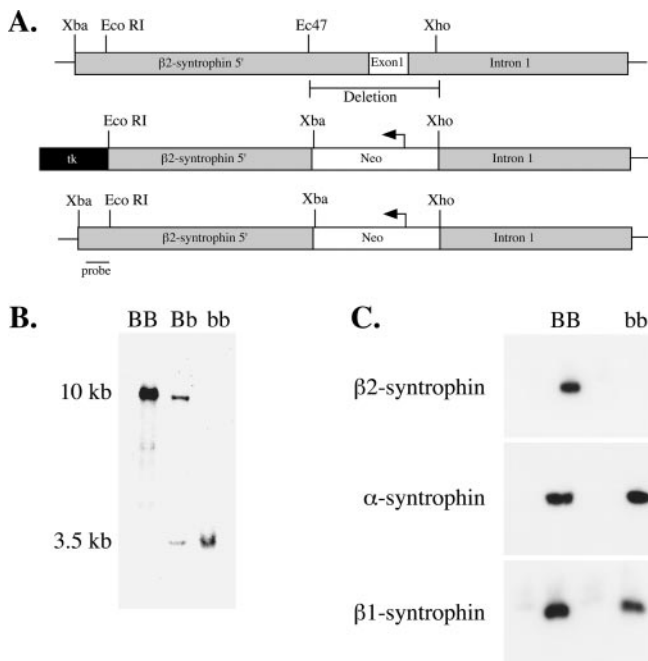 A.
Xba Eco RI Ec47 Xho
β2-syntrophin 5' Exon1 Intron 1
Deletion
Eco RI Xba Xho
tk β2-syntrophin 5' Neo Intron 1
Xba Eco RI Xba Xho
β2-syntrophin 5' Neo Intron 1
probe
B.
BB Bb bb
10 kb
3.5 kb
C.
BB bb
β2-syntrophin
α-syntrophin
β1-syntrophin